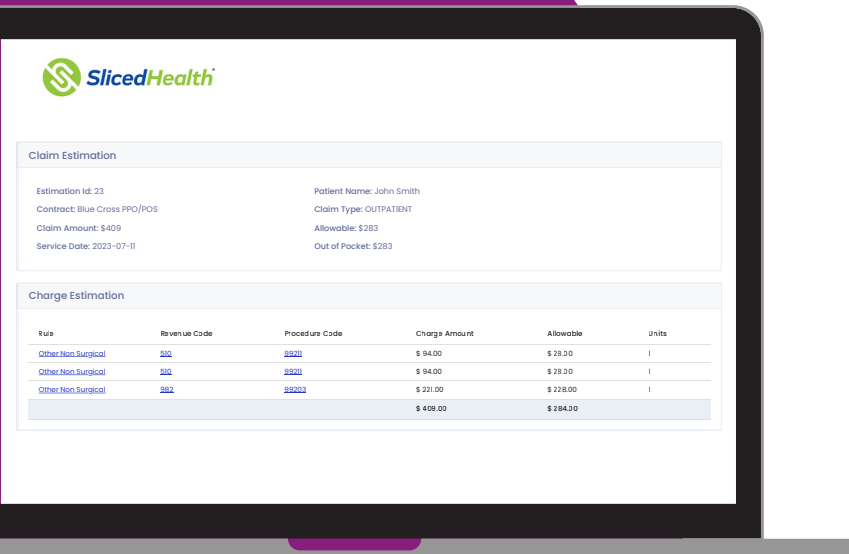 SlicedHealth
Claim Estimation
Estimation Id: 23 Patient Name: John Smith
Contract: Blue Cross PPO/POS Claim Type: OUTPATIENT
Claim Amount: $409 Allowable: $283
Service Date: 2023-07-11 Out of Pocket: $283
Charge Estimation
Rule Revenue Code Procedure Code Charge Amount Allowable Units
Other Non Surgical 510 99211 $ 94.00 $ 28.00 1
Other Non Surgical 510 99211 $ 94.00 $ 28.00 1
Other Non Surgical 982 99203 $ 221.00 $ 228.00 1
$ 409.00 $ 284.00